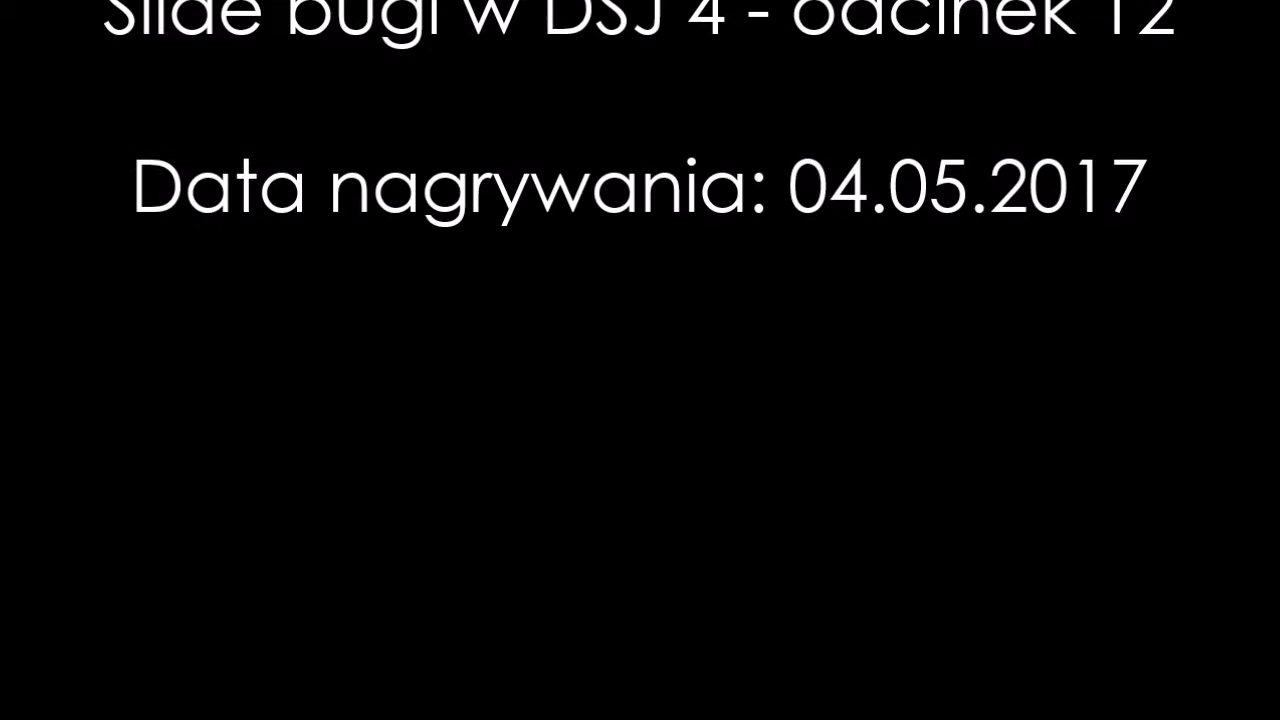 Slide bugi w DSJ 4 - odcinek 12
Data nagrywania: 04.05.2017